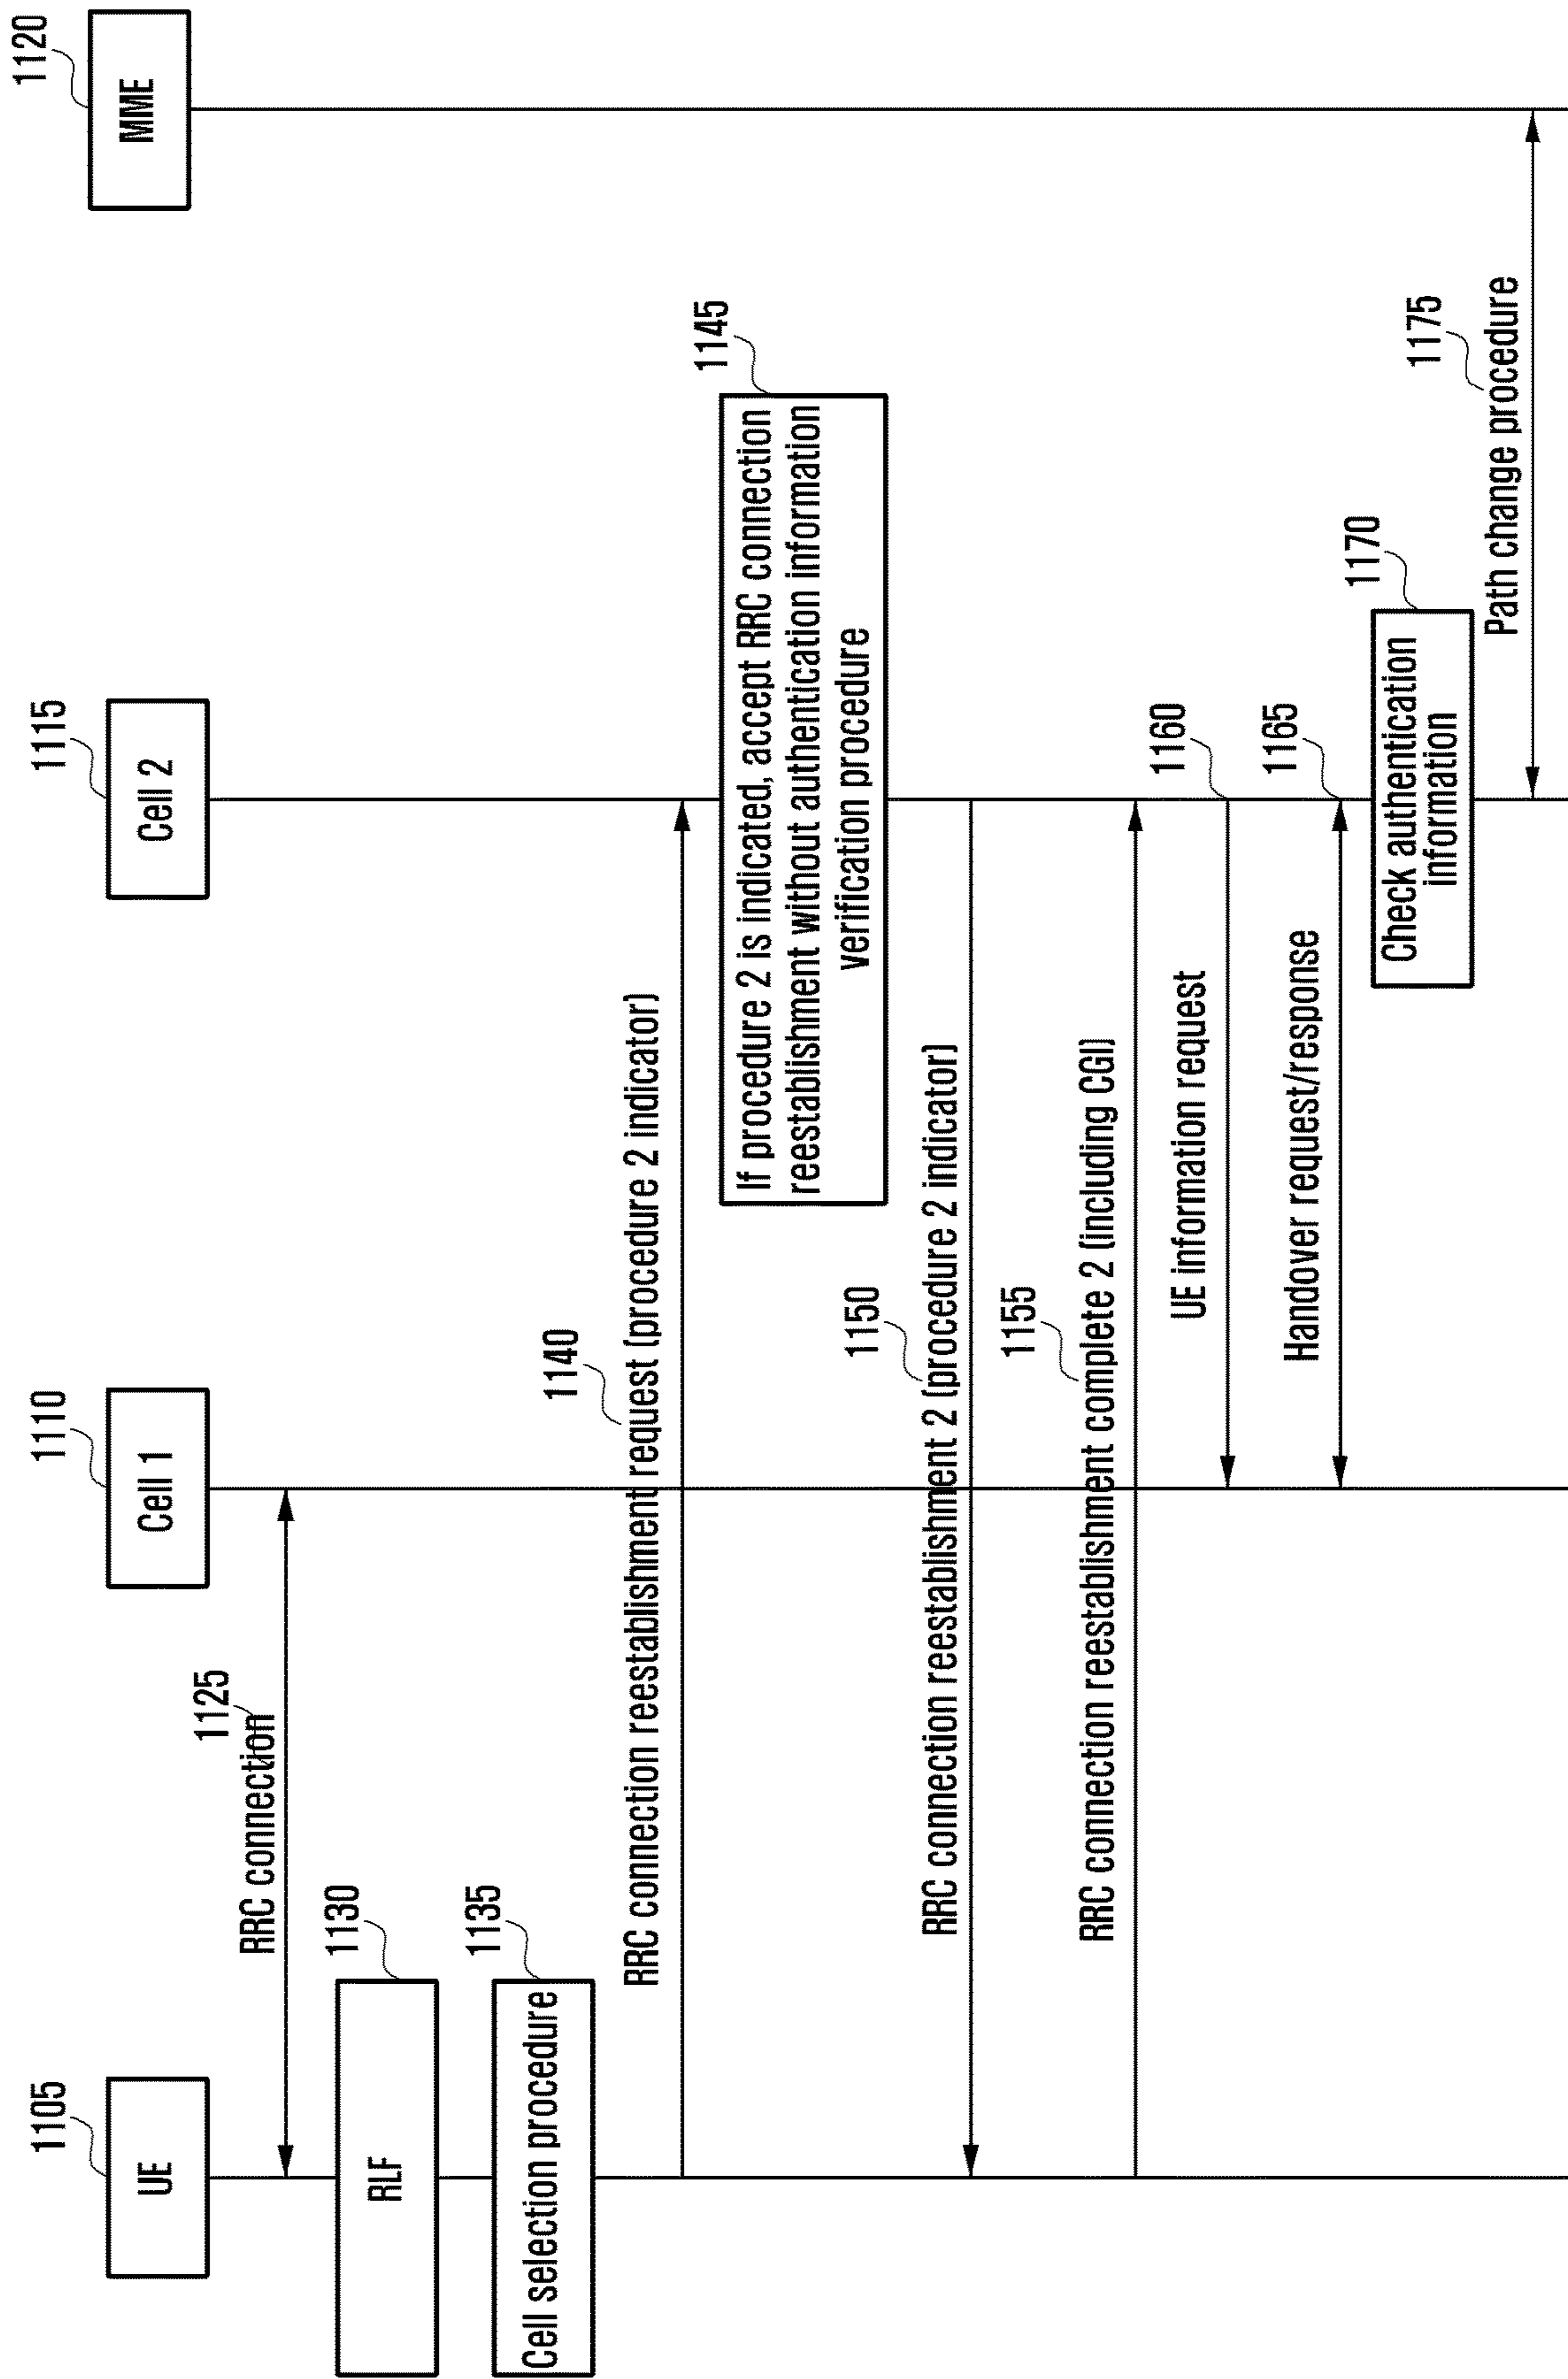 1105
UE
1110
Cell 1
1115
Cell 2
1120
MME
1125
RRC connection
1130
RLF
1135
Cell selection procedure
1140
RRC connection reestablishment request (procedure 2 indicator)
1145
If procedure 2 is indicated, accept RRC connection
reestablishment without authentication information
verification procedure
1150
RRC connection reestablishment 2 (procedure 2 indicator)
1155
RRC connection reestablishment complete 2 (including CGI)
1160
UE information request
1165
Handover request/response
1170
Check authentication
information
1175
Path change procedure